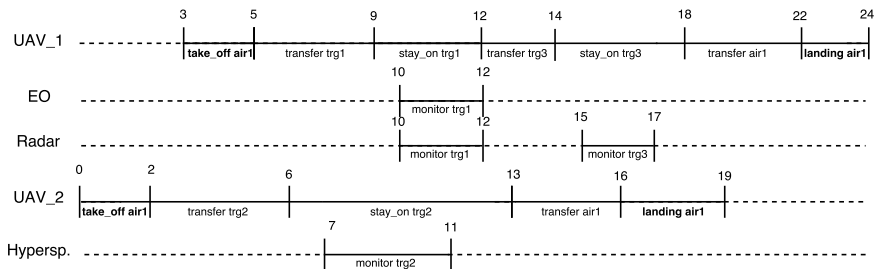 3 5 9 12 14 18 22 24
UAV_1
take_off air1 transfer trg1 stay_on trg1 transfer trg3 stay_on trg3 transfer air1 landing air1
10 12
EO
monitor trg1
10 12 15 17
Radar
monitor trg1 monitor trg3
0 2 6 13 16 19
UAV_2
take_off air1 transfer trg2 stay_on trg2 transfer air1 landing air1
7 11
Hypersp.
monitor trg2